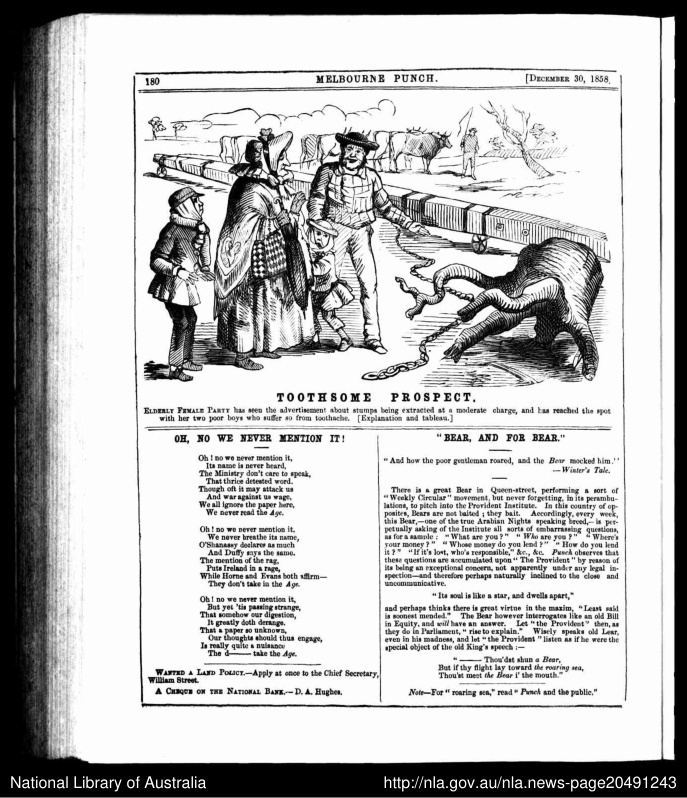 180
MELBOURNE PUNCH.
[DECEMBER 30, 1858.
TOOTHSOME PROSPECT.
ELDERLY FEMALE PARTY has seen the advertisement about stumps being extracted at a moderate charge, and has reached the spot
with her two poor boys who suffer so from toothache. [Explanation and tableau.]
OH, NO WE NEVER MENTION IT!
Oh! no we never mention it,
Its name is never heard,
The Ministry don't care to speak,
That thrice detested word.
Though oft it may attack us
And war against us wage,
We all ignore the paper here,
We never read the Age.
Oh! no we never mention it,
We never breathe its name,
O'Shanassy declares as much
And Duffy says the same.
The mention of the rag,
Puts Ireland in a rage,
While Horne and Evans both affirm—
They don't take in the Age.
Oh! no we never mention it,
But yet 'tis passing strange,
That somehow our digestion,
It greatly doth derange.
That a paper so unknown,
Our thoughts should thus engage,
Is really quite a nuisance
The d—— take the Age.
WANTED A LAND POLICY.—Apply at once to the Chief Secretary,
William Street.
A CHEQUE ON THE NATIONAL BANK.—D. A. Hughes.
"BEAR, AND FOR BEAR."
"And how the poor gentleman roared, and the Bear mocked him."
—Winter's Tale.
There is a great Bear in Queen-street, performing a sort of
"Weekly Circular" movement, but never forgetting, in its perambu-
lations, to pitch into the Provident Institute. In this country of op-
posites, Bears are not baited; they bait. Accordingly, every week,
this Bear,—one of the true Arabian Nights speaking breed,—is per-
petually asking of the Institute all sorts of embarrassing questions,
as for a sample: "What are you?" "Who are you?" "Where's
your money?" "Whose money do you lend?" "How do you lend
it?" "If it's lost, who's responsible," &c., &c. Punch observes that
these questions are accumulated upon "The Provident" by reason of
its being an exceptional concern, not apparently under any legal in-
spection—and therefore perhaps naturally inclined to the close and
uncommunicative.
"Its soul is like a star, and dwells apart,"
and perhaps thinks there is great virtue in the maxim, "Least said
is soonest mended." The Bear however interrogates like an old Bill
in Equity, and will have an answer. Let "the Provident" then, as
they do in Parliament, "rise to explain." Wisely speaks old Lear,
even in his madness, and let "the Provident" listen as if he were the
special object of the old King's speech:—
"—— Thou'dst shun a Bear,
But if thy flight lay toward the roaring sea,
Thou'st meet the Bear i' the mouth."
Note—For "roaring sea," read "Punch and the public."
National Library of Australia
http://nla.gov.au/nla.news-page20491243